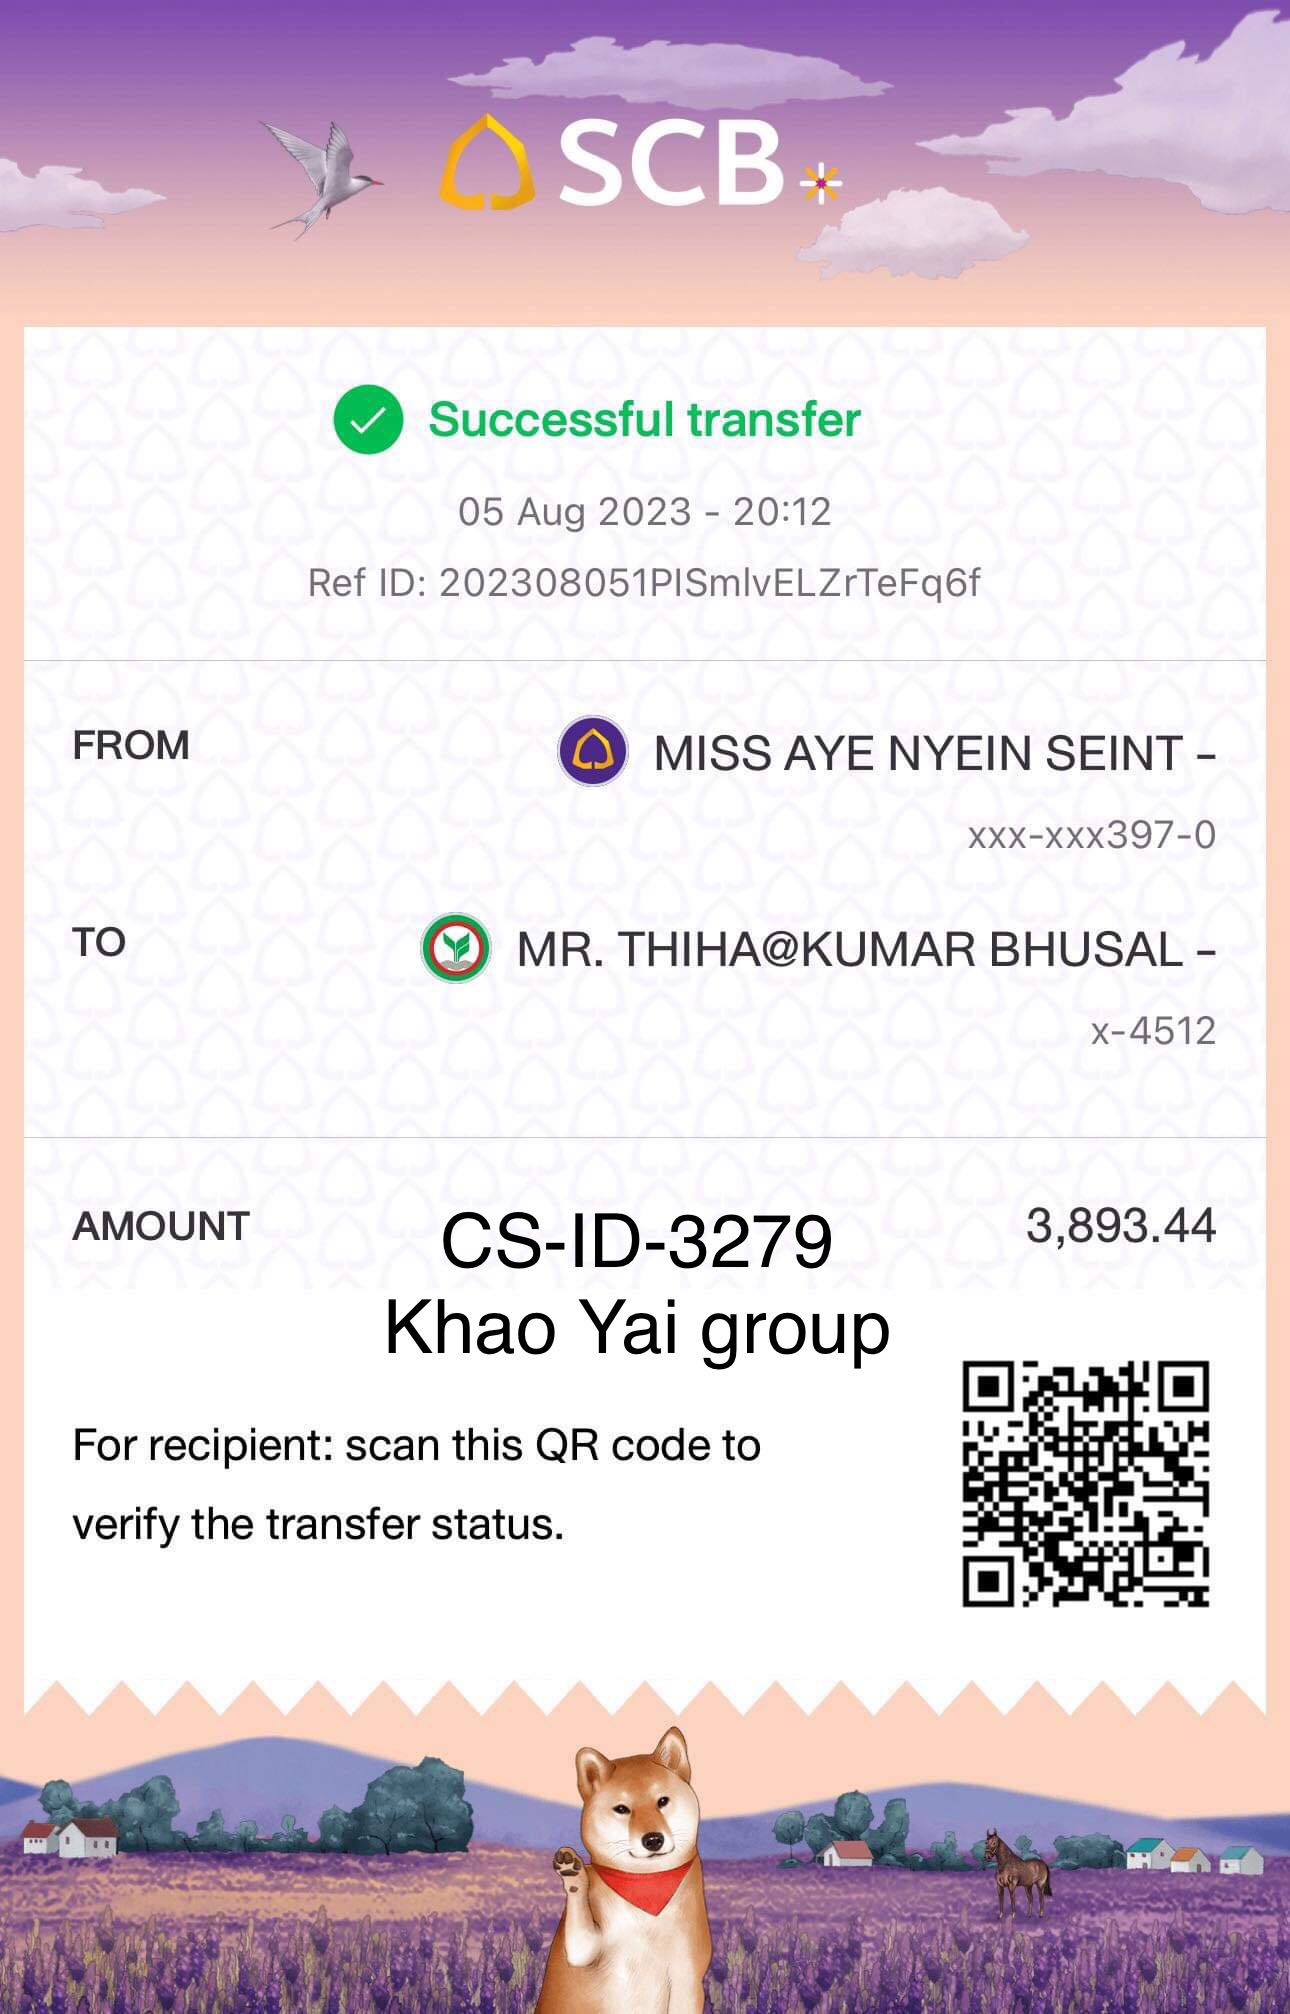 SCB
Successful transfer
05 Aug 2023 - 20:12
Ref ID: 202308051PISmlvELZrTeFq6f
FROM
MISS AYE NYEIN SEINT -
xxx-xxx397-0
TO
MR. THIHA@KUMAR BHUSAL -
x-4512
AMOUNT
3,893.44
CS-ID-3279
Khao Yai group
For recipient: scan this QR code to
verify the transfer status.